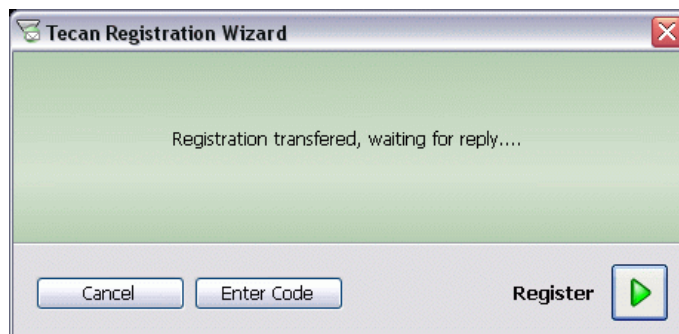 Tecan Registration Wizard
Registration transfered, waiting for reply....
Cancel Enter Code Register